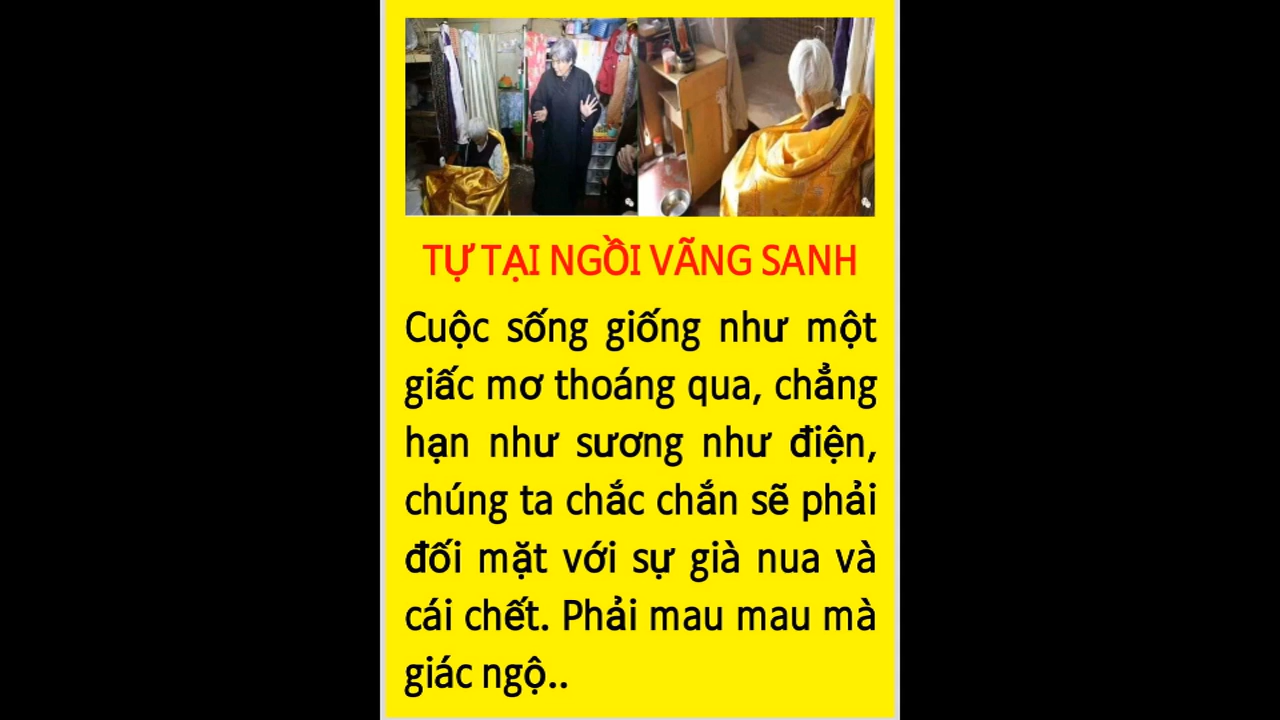 TỰ TẠI NGỒI VÃNG SANH
Cuộc sống giống như một
giấc mơ thoáng qua, chẳng
hạn như sương như điện,
chúng ta chắc chắn sẽ phải
đối mặt với sự già nua và
cái chết. Phải mau mau mà
giác ngộ..